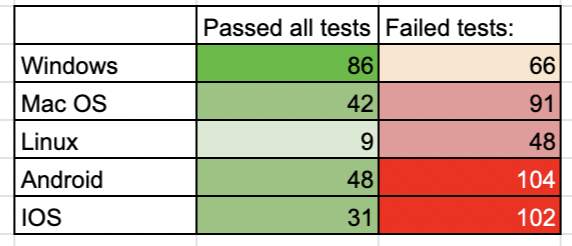 Passed all tests Failed tests:
Windows 86 66
Mac OS 42 91
Linux 9 48
Android 48 104
IOS 31 102